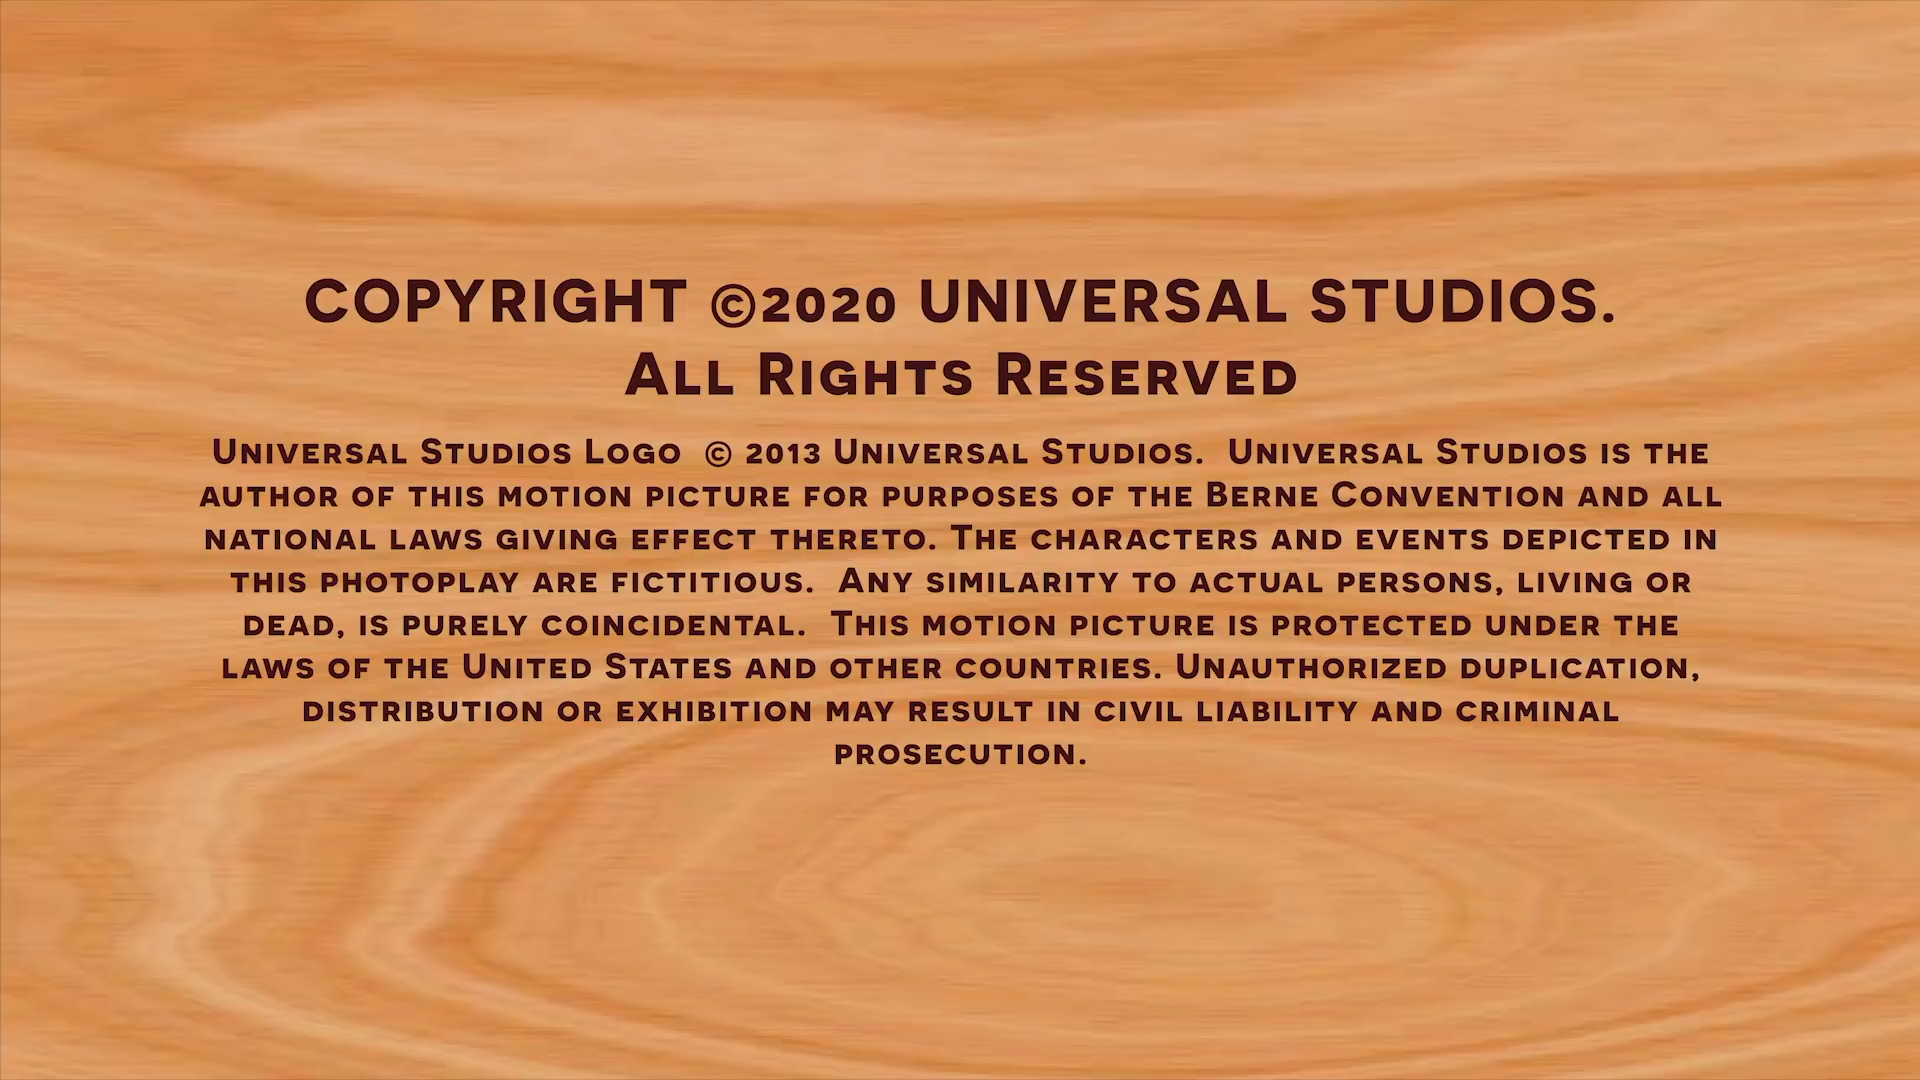 COPYRIGHT ©2020 UNIVERSAL STUDIOS.
All Rights Reserved
Universal Studios Logo © 2013 Universal Studios. Universal Studios is the
author of this motion picture for purposes of the Berne Convention and all
national laws giving effect thereto. The characters and events depicted in
this photoplay are fictitious. Any similarity to actual persons, living or
dead, is purely coincidental. This motion picture is protected under the
laws of the United States and other countries. Unauthorized duplication,
distribution or exhibition may result in civil liability and criminal
prosecution.